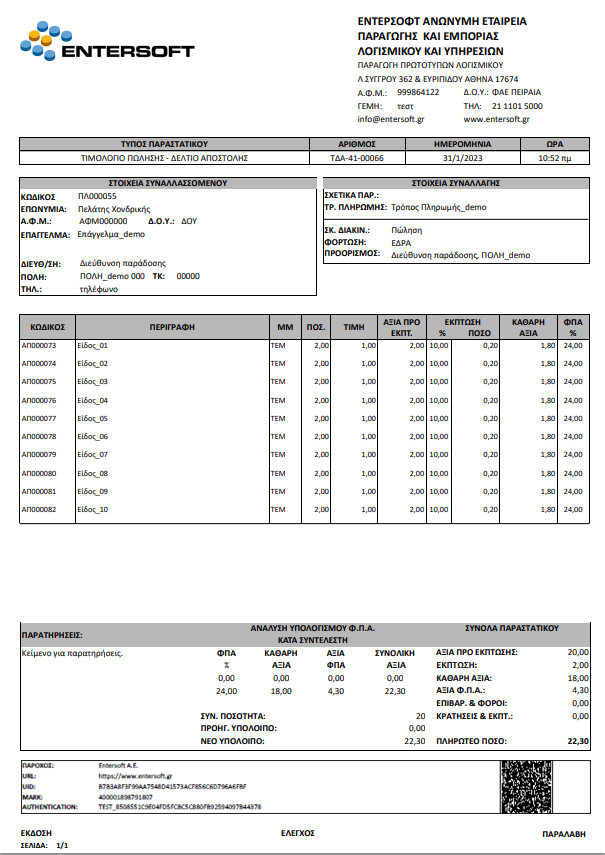 ENTERSOFT
ΕΝΤΕΡΣΟΦΤ ΑΝΩΝΥΜΗ ΕΤΑΙΡΕΙΑ
ΠΑΡΑΓΩΓΗΣ ΚΑΙ ΕΜΠΟΡΙΑΣ
ΛΟΓΙΣΜΙΚΟΥ ΚΑΙ ΥΠΗΡΕΣΙΩΝ
ΠΑΡΑΓΩΓΗ ΠΡΩΤΟΤΥΠΩΝ ΛΟΓΙΣΜΙΚΟΥ
Λ ΣΥΓΓΡΟΥ 362 & ΕΥΡΙΠΙΔΟΥ ΑΘΗΝΑ 17674
Α.Φ.Μ.: 999864122 Δ.Ο.Υ.: ΦΑΕ ΠΕΙΡΑΙΑ
ΓΕΜΗ: τεστ ΤΗΛ: 21 1101 5000
info@entersoft.gr www.entersoft.gr
ΤΥΠΟΣ ΠΑΡΑΣΤΑΤΙΚΟΥ ΑΡΙΘΜΟΣ ΗΜΕΡΟΜΗΝΙΑ ΩΡΑ
ΤΙΜΟΛΟΓΙΟ ΠΩΛΗΣΗΣ - ΔΕΛΤΙΟ ΑΠΟΣΤΟΛΗΣ ΤΔΑ-41-00066 31/1/2023 10:52 πμ
ΣΤΟΙΧΕΙΑ ΣΥΝΑΛΛΑΣΣΟΜΕΝΟΥ
ΚΩΔΙΚΟΣ ΠΛ000055
ΕΠΩΝΥΜΙΑ: Πελάτης Χονδρικής
Α.Φ.Μ.: ΑΦΜ000000 Δ.Ο.Υ.: ΔΟΥ
ΕΠΑΓΓΕΛΜΑ: Επάγγελμα_demo
ΔΙΕΥΘ/ΣΗ: Διεύθυνση παράδοσης
ΠΟΛΗ: ΠΟΛΗ_demo 000 ΤΚ: 00000
ΤΗΛ.: τηλέφωνο
ΣΤΟΙΧΕΙΑ ΣΥΝΑΛΛΑΓΗΣ
ΣΧΕΤΙΚΑ ΠΑΡ.:
ΤΡ. ΠΛΗΡΩΜΗΣ: Τρόπος Πληρωμής_demo
ΣΚ. ΔΙΑΚΙΝ.: Πώληση
ΦΟΡΤΩΣΗ: ΕΔΡΑ
ΠΡΟΟΡΙΣΜΟΣ: Διεύθυνση παράδοσης, ΠΟΛΗ_demo
ΚΩΔΙΚΟΣ ΠΕΡΙΓΡΑΦΗ ΜΜ ΠΟΣ. ΤΙΜΗ ΑΞΙΑ ΠΡΟ ΕΚΠΤ. ΕΚΠΤΩΣΗ % ΠΟΣΟ ΚΑΘΑΡΗ ΑΞΙΑ ΦΠΑ %
ΑΠ000073 Είδος_01 ΤΕΜ 2,00 1,00 2,00 10,00 0,20 1,80 24,00
ΑΠ000074 Είδος_02 ΤΕΜ 2,00 1,00 2,00 10,00 0,20 1,80 24,00
ΑΠ000075 Είδος_03 ΤΕΜ 2,00 1,00 2,00 10,00 0,20 1,80 24,00
ΑΠ000076 Είδος_04 ΤΕΜ 2,00 1,00 2,00 10,00 0,20 1,80 24,00
ΑΠ000077 Είδος_05 ΤΕΜ 2,00 1,00 2,00 10,00 0,20 1,80 24,00
ΑΠ000078 Είδος_06 ΤΕΜ 2,00 1,00 2,00 10,00 0,20 1,80 24,00
ΑΠ000079 Είδος_07 ΤΕΜ 2,00 1,00 2,00 10,00 0,20 1,80 24,00
ΑΠ000080 Είδος_08 ΤΕΜ 2,00 1,00 2,00 10,00 0,20 1,80 24,00
ΑΠ000081 Είδος_09 ΤΕΜ 2,00 1,00 2,00 10,00 0,20 1,80 24,00
ΑΠ000082 Είδος_10 ΤΕΜ 2,00 1,00 2,00 10,00 0,20 1,80 24,00
ΠΑΡΑΤΗΡΗΣΕΙΣ:
Κείμενο για παρατηρήσεις.
ΑΝΑΛΥΣΗ ΥΠΟΛΟΓΙΣΜΟΥ Φ.Π.Α.
ΚΑΤΑ ΣΥΝΤΕΛΕΣΤΗ
ΦΠΑ ΚΑΘΑΡΗ ΑΞΙΑ ΣΥΝΟΛΙΚΗ
% ΑΞΙΑ ΦΠΑ ΑΞΙΑ
0,00 0,00 0,00 0,00
24,00 18,00 4,30 22,30
ΣΥΝ. ΠΟΣΟΤΗΤΑ: 20
ΠΡΟΗΓ. ΥΠΟΛΟΙΠΟ: 0,00
ΝΕΟ ΥΠΟΛΟΙΠΟ: 22,30
ΣΥΝΟΛΑ ΠΑΡΑΣΤΑΤΙΚΟΥ
ΑΞΙΑ ΠΡΟ ΕΚΠΤΩΣΗΣ: 20,00
ΕΚΠΤΩΣΗ: 2,00
ΚΑΘΑΡΗ ΑΞΙΑ: 18,00
ΑΞΙΑ Φ.Π.Α.: 4,30
ΕΠΙΒΑΡ. & ΦΟΡΟΙ: 0,00
ΚΡΑΤΗΣΕΙΣ & ΕΚΠΤ.: 0,00
ΠΛΗΡΩΤΕΟ ΠΟΣΟ: 22,30
ΠΑΡΟΧΟΣ: Entersoft A.E.
URL: https://www.entersoft.gr
UID: B7B3A8F3F99AA7548D41573ACF856C6D796A6FBF
MARK: 400001898791807
AUTHENTICATION: TEST_8508551C9E04FD5FCBC5C880FB92594097844378
ΕΚΔΟΣΗ ΕΛΕΓΧΟΣ ΠΑΡΑΛΑΒΗ
ΣΕΛΙΔΑ: 1/1